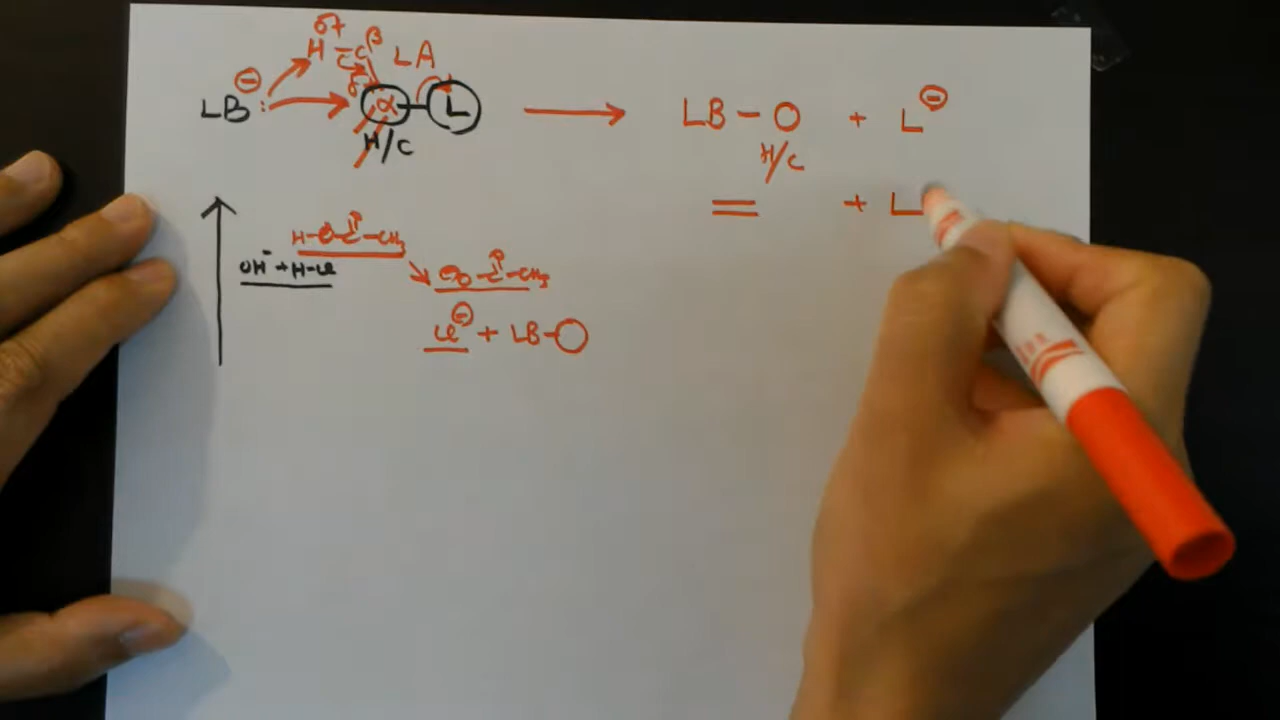 δ+
H - C β LA
LB ⊖ : α - L
H/C
→ LB - O + L ⊖
H/C
= + L
H-O-C-CH3
OH⁻ + H-Cl
⊖O-C-CH3
Cl ⊖ + LB-O